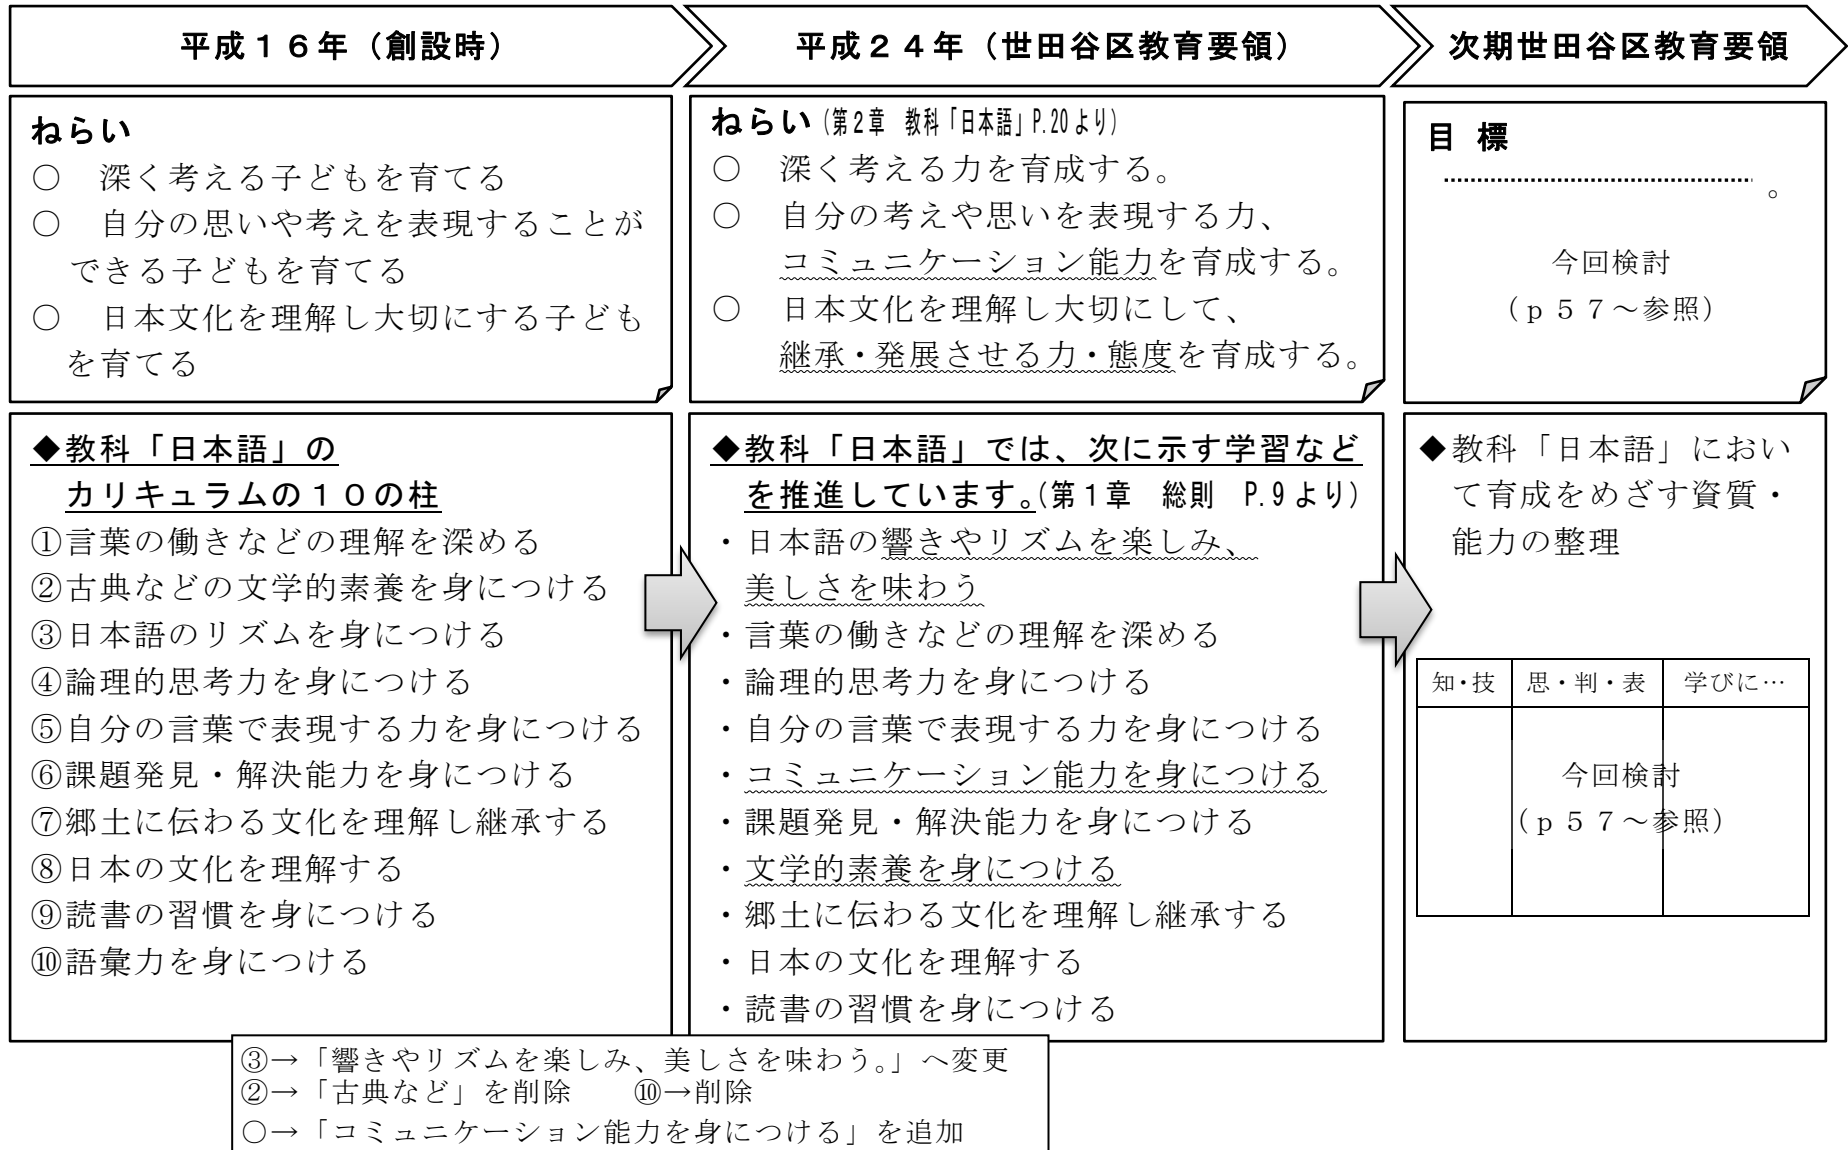 平成１６年（創設時）
平成２４年（世田谷区教育要領）
次期世田谷区教育要領
ねらい
○　深く考える子どもを育てる
○　自分の思いや考えを表現することが
できる子どもを育てる
○　日本文化を理解し大切にする子ども
を育てる
ねらい（第２章　教科「日本語」P.20より）
○　深く考える力を育成する。
○　自分の考えや思いを表現する力、
コミュニケーション能力を育成する。
○　日本文化を理解し大切にして、
継承・発展させる力・態度を育成する。
目 標
………………………………… 。
今回検討
（ｐ５７～参照）
◆教科「日本語」の
カリキュラムの１０の柱
①言葉の働きなどの理解を深める
②古典などの文学的素養を身につける
③日本語のリズムを身につける
④論理的思考力を身につける
⑤自分の言葉で表現する力を身につける
⑥課題発見・解決能力を身につける
⑦郷土に伝わる文化を理解し継承する
⑧日本の文化を理解する
⑨読書の習慣を身につける
⑩語彙力を身につける
◆教科「日本語」では、次に示す学習など
を推進しています。（第１章　総則　P.9より）
・日本語の響きやリズムを楽しみ、
美しさを味わう
・言葉の働きなどの理解を深める
・論理的思考力を身につける
・自分の言葉で表現する力を身につける
・コミュニケーション能力を身につける
・課題発見・解決能力を身につける
・文学的素養を身につける
・郷土に伝わる文化を理解し継承する
・日本の文化を理解する
・読書の習慣を身につける
◆教科「日本語」におい
て育成をめざす資質・
能力の整理
知・技　思・判・表　学びに…
今回検討
（ｐ５７～参照）
③→「響きやリズムを楽しみ、美しさを味わう。」へ変更
②→「古典など」を削除　　⑩→削除
○→「コミュニケーション能力を身につける」を追加